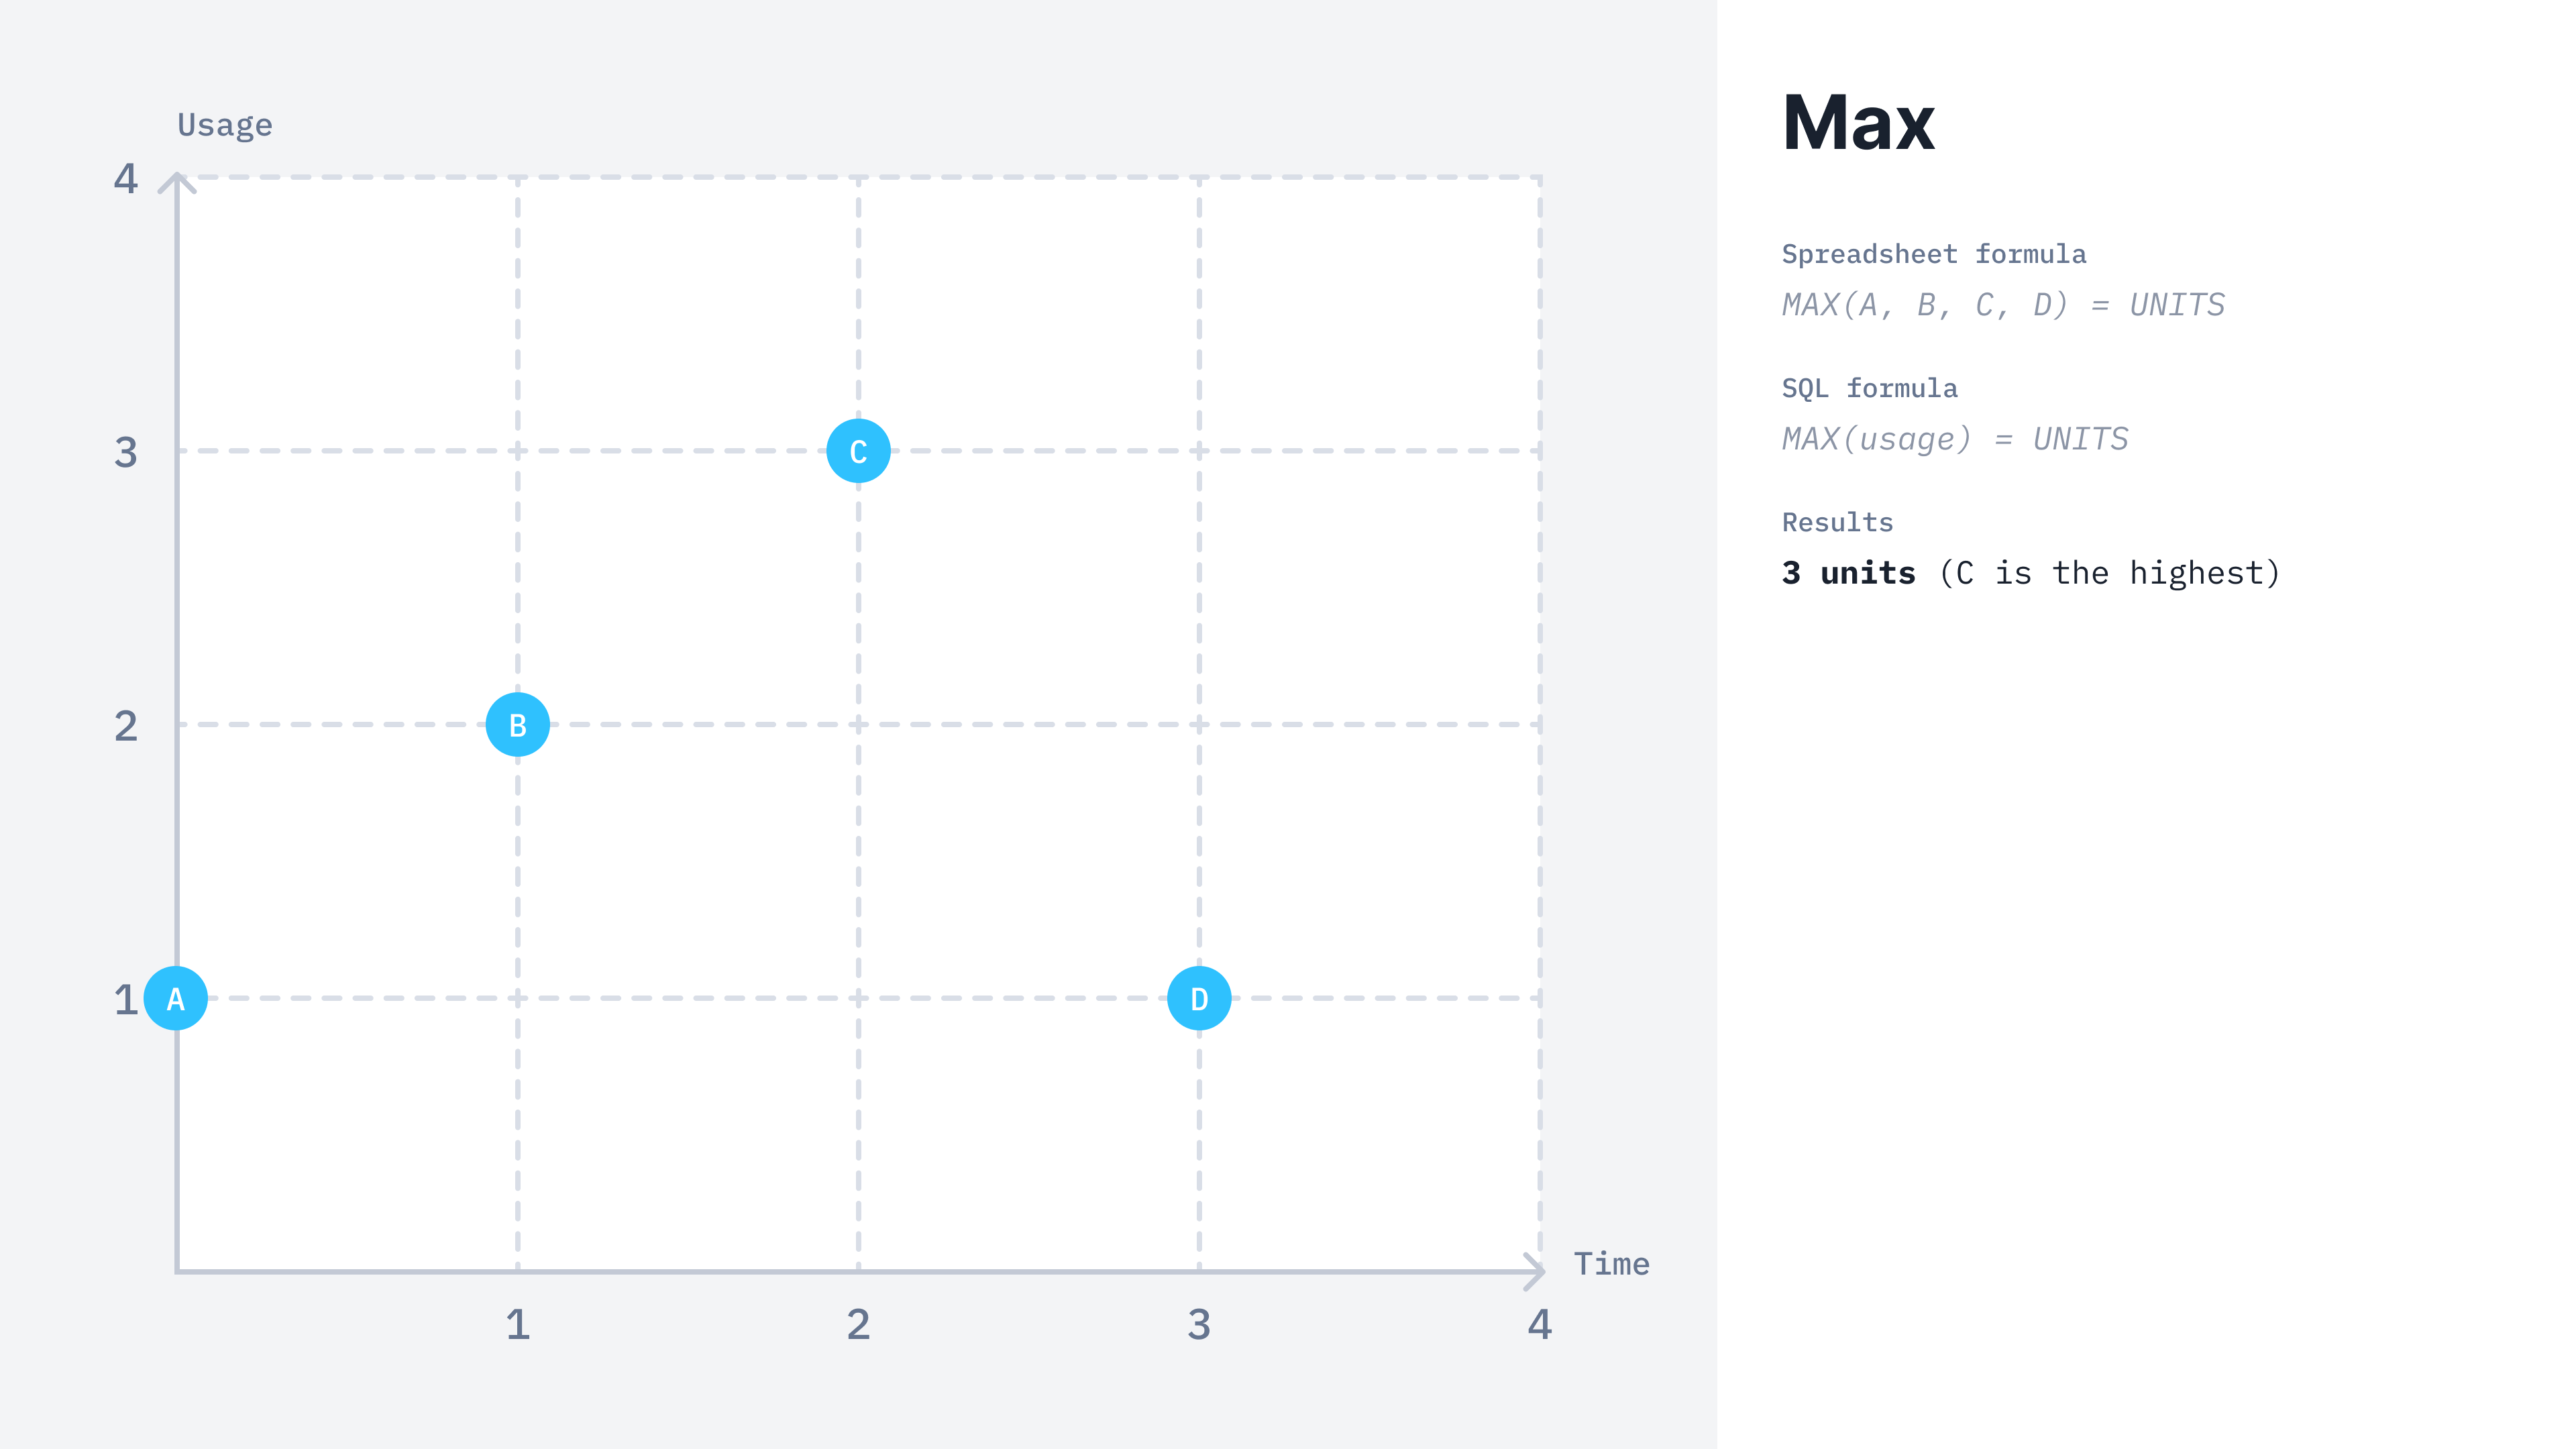 Usage
4
3
2
1
A
B
C
D
Time
1
2
3
4
Max
Spreadsheet formula
MAX(A, B, C, D) = UNITS
SQL formula
MAX(usage) = UNITS
Results
3 units (C is the highest)